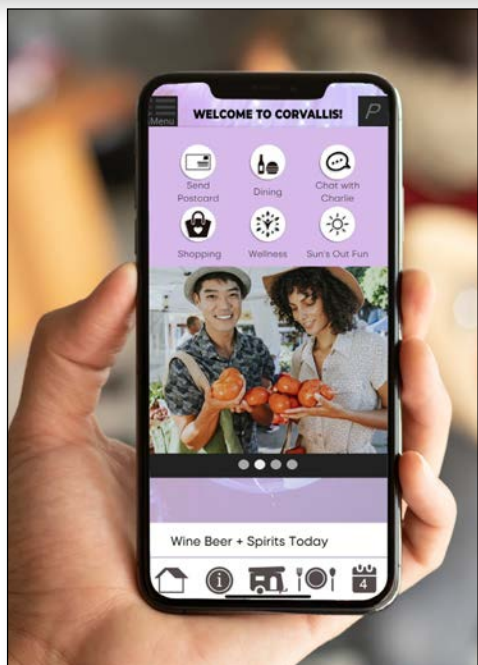 WELCOME TO CORVALLIS!
Menu
P
Send
Postcard
Dining
Chat with
Charlie
Shopping
Wellness
Sun's Out Fun
Wine Beer + Spirits Today
i
4